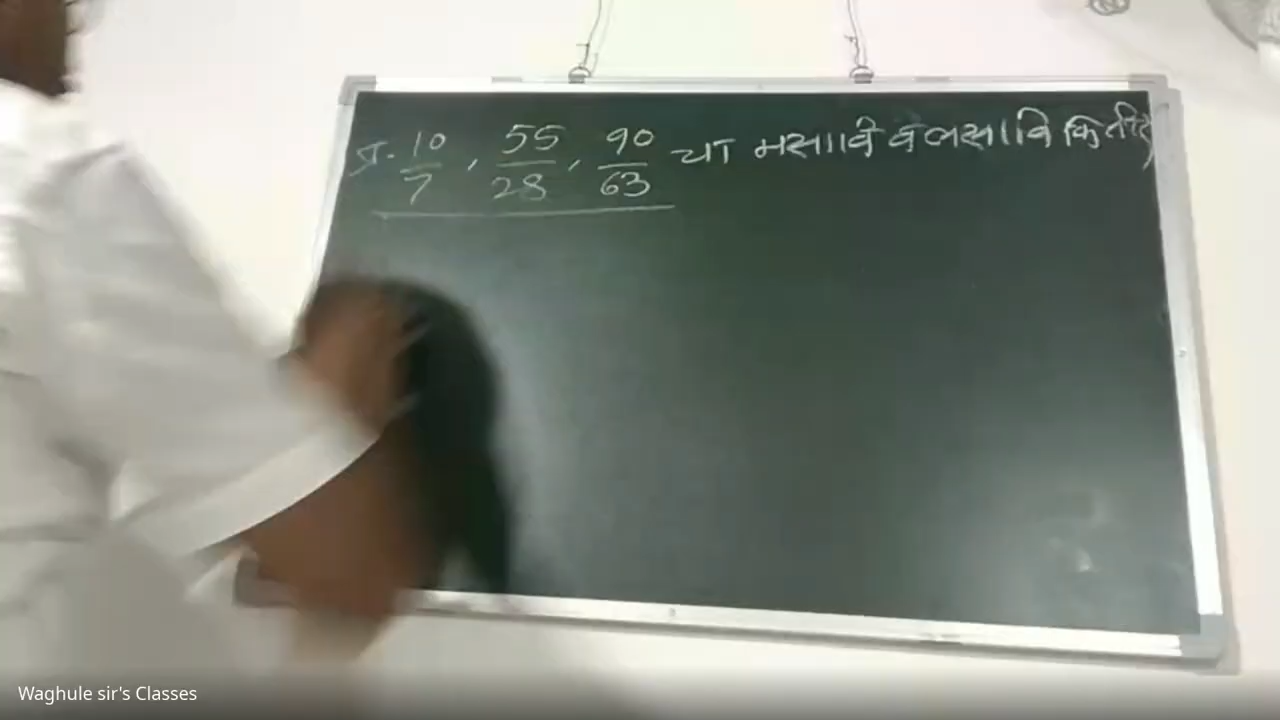 प्र. 10/7 , 55/28 , 90/63 या मसावि व लसावि किती?
Waghule sir's Classes